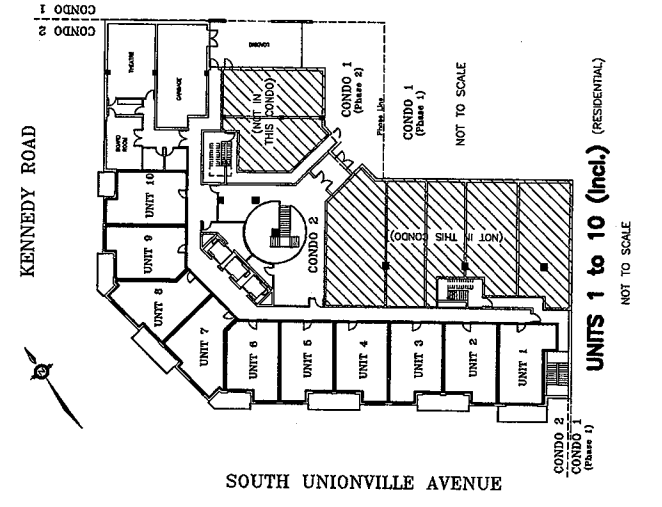 CONDO 1
CONDO 2
KENNEDY ROAD
THEATRE
GARBAGE
LOADING
BOARD
ROOM
(NOT IN
THIS CONDO)
CONDO 1
(Phase 2)
Phase Line
CONDO 1
(Phase 1)
NOT TO SCALE
UNIT 10
UNIT 9
UNIT 8
UNIT 7
UNIT 6
UNIT 5
UNIT 4
UNIT 3
UNIT 2
UNIT 1
CONDO 2
(NOT IN THIS
CONDO)
UNITS 1 to 10 (Incl.) (RESIDENTIAL)
NOT TO SCALE
CONDO 2
CONDO 1
(Phase 1)
SOUTH UNIONVILLE AVENUE